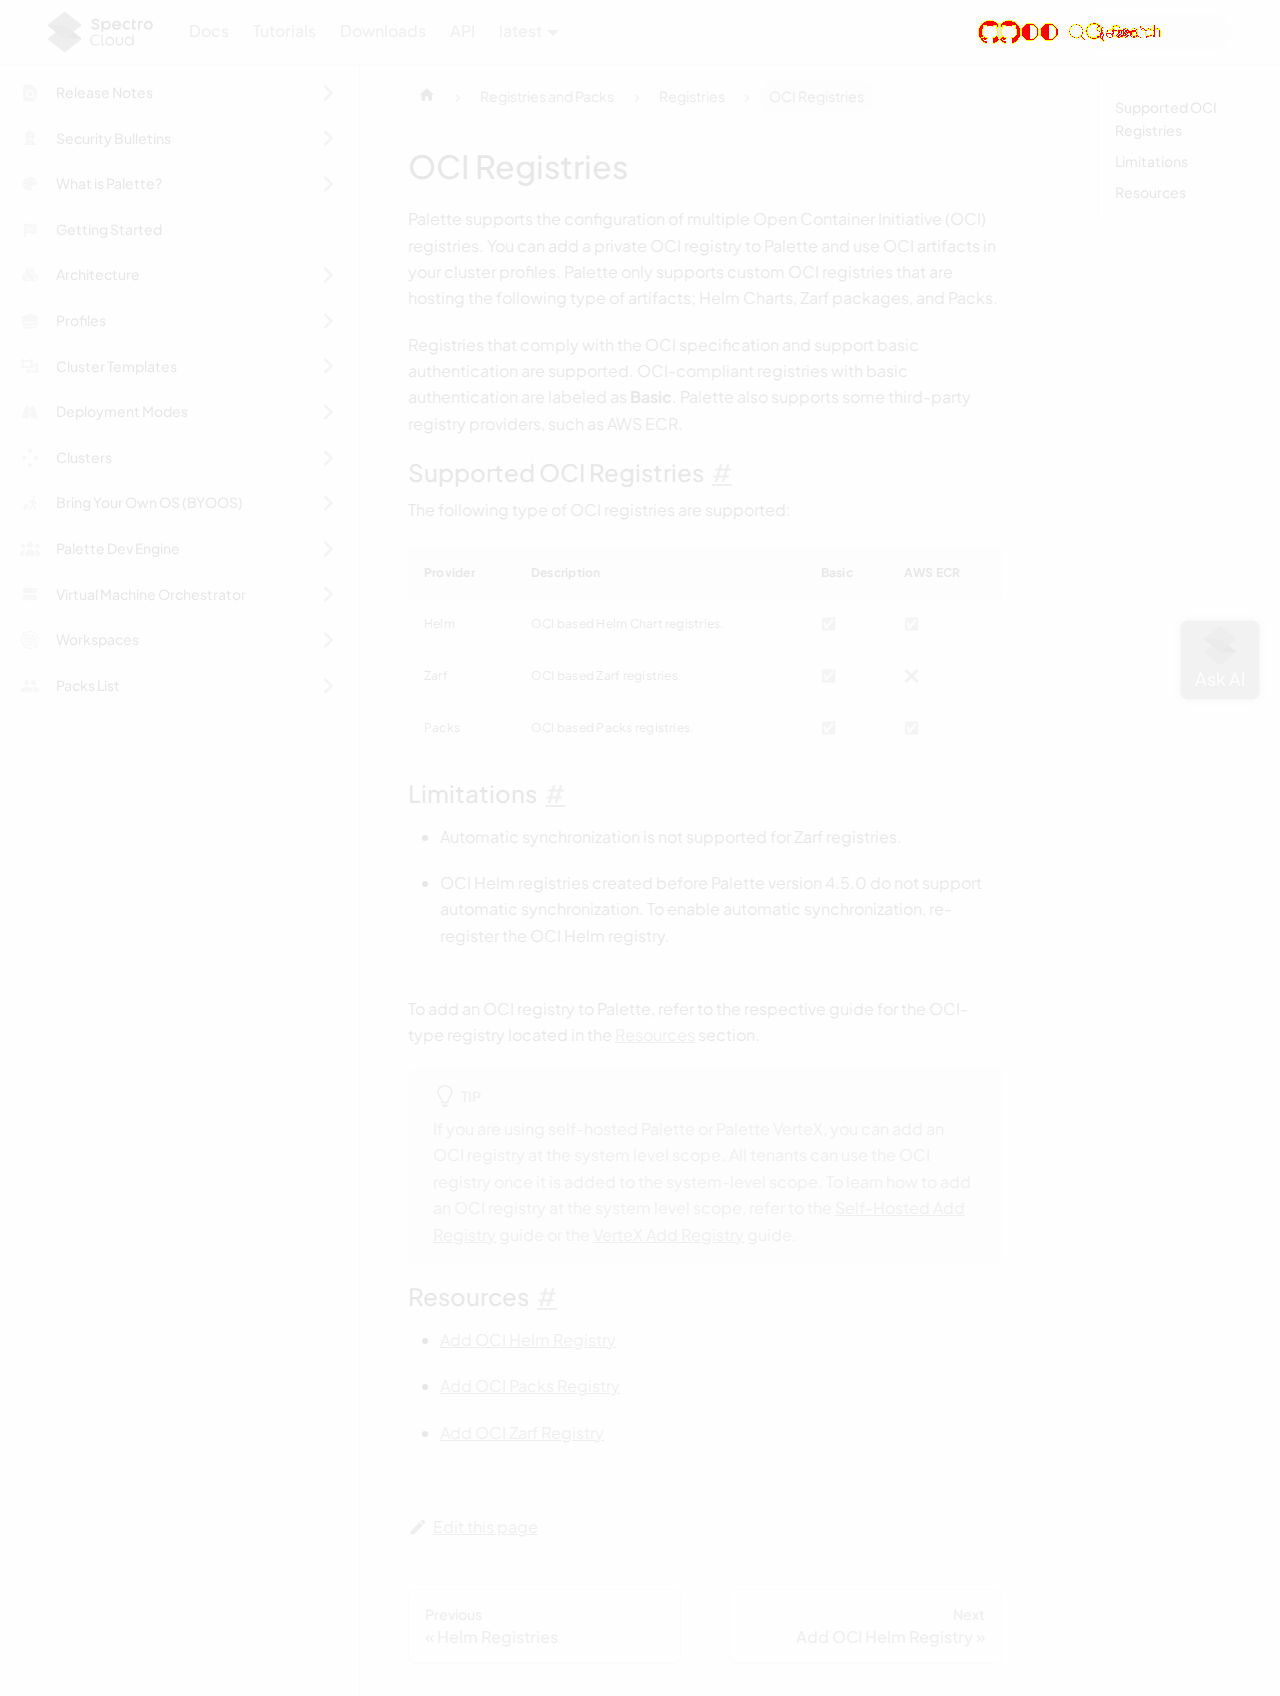 Spectro Cloud
Docs
Tutorials
Downloads
API
latest
Search
Release Notes
Security Bulletins
What is Palette?
Getting Started
Architecture
Profiles
Cluster Templates
Deployment Modes
Clusters
Bring Your Own OS (BYOOS)
Palette Dev Engine
Virtual Machine Orchestrator
Workspaces
Packs List
Registries and Packs
Registries
OCI Registries
OCI Registries
Palette supports the configuration of multiple Open Container Initiative (OCI)
registries. You can add a private OCI registry to Palette and use OCI artifacts in
your cluster profiles. Palette only supports custom OCI registries that are
hosting the following type of artifacts; Helm Charts, Zarf packages, and Packs.
Registries that comply with the OCI specification and support basic
authentication are supported. OCI-compliant registries with basic
authentication are labeled as Basic. Palette also supports some third-party
registry providers, such as AWS ECR.
Supported OCI Registries #
The following type of OCI registries are supported:
Provider Description Basic AWS ECR
Helm OCI based Helm Chart registries. ✅ ✅
Zarf OCI based Zarf registries. ✅ ❌
Packs OCI based Packs registries. ✅ ✅
Limitations #
• Automatic synchronization is not supported for Zarf registries.
• OCI Helm registries created before Palette version 4.5.0 do not support
automatic synchronization. To enable automatic synchronization, re-
register the OCI Helm registry.
To add an OCI registry to Palette, refer to the respective guide for the OCI-
type registry located in the Resources section.
TIP
If you are using self-hosted Palette or Palette VerteX, you can add an
OCI registry at the system level scope. All tenants can use the OCI
registry once it is added to the system-level scope. To learn how to add
an OCI registry at the system level scope, refer to the Self-Hosted Add
Registry guide or the VerteX Add Registry guide.
Resources #
• Add OCI Helm Registry
• Add OCI Packs Registry
• Add OCI Zarf Registry
Edit this page
Previous
« Helm Registries
Next
Add OCI Helm Registry »
Supported OCI
Registries
Limitations
Resources
Ask AI